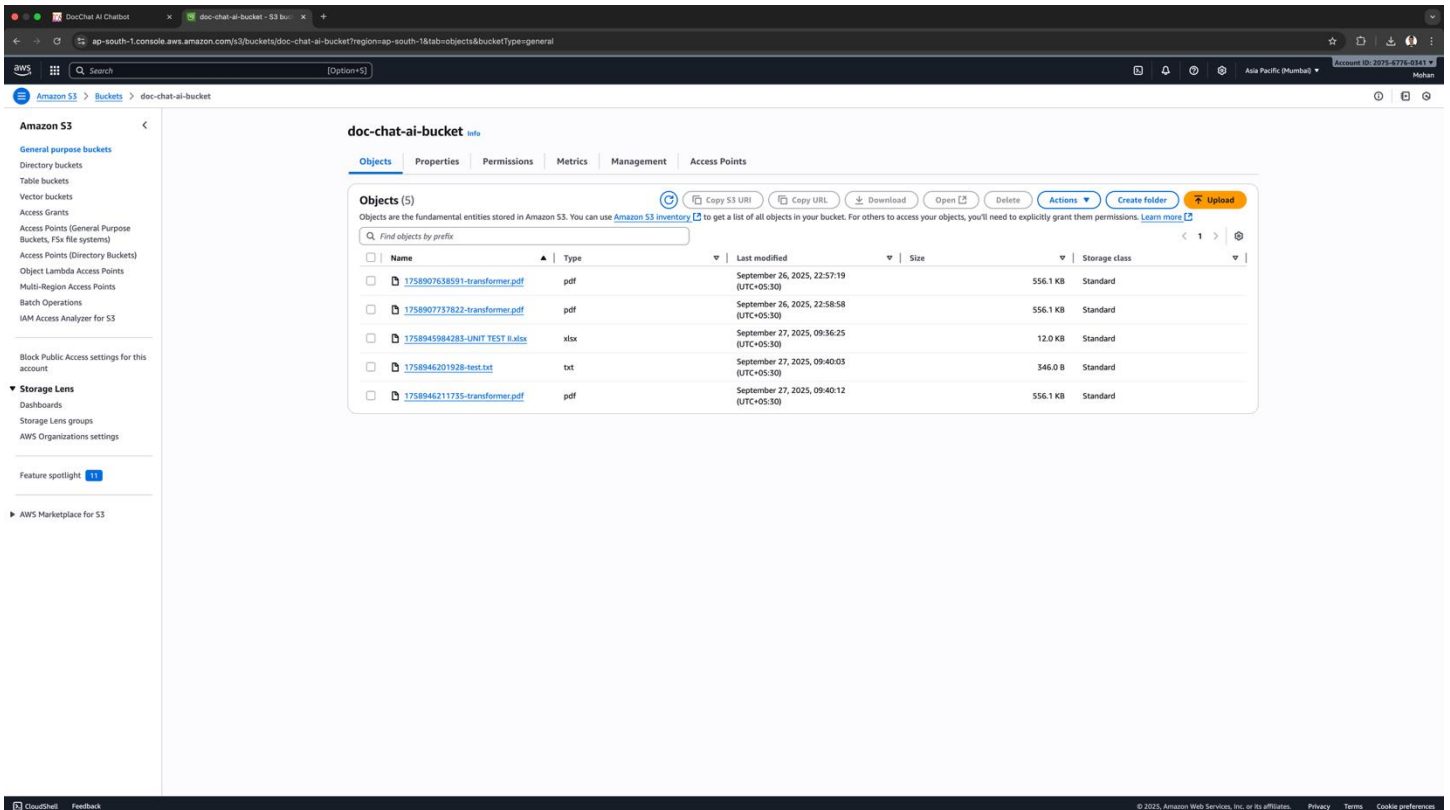 DocChat AI Chatbot
doc-chat-ai-bucket - S3 buc
ap-south-1.console.aws.amazon.com/s3/buckets/doc-chat-ai-bucket?region=ap-south-1&tab=objects&bucketType=general
aws Search [Option+S] Asia Pacific (Mumbai) Account ID: 2075-6776-0341
Mohan
Amazon S3 > Buckets > doc-chat-ai-bucket
Amazon S3
General purpose buckets
Directory buckets
Table buckets
Vector buckets
Access Grants
Access Points (General Purpose
Buckets, FSx file systems)
Access Points (Directory Buckets)
Object Lambda Access Points
Multi-Region Access Points
Batch Operations
IAM Access Analyzer for S3
Block Public Access settings for this
account
Storage Lens
Dashboards
Storage Lens groups
AWS Organizations settings
Feature spotlight 11
AWS Marketplace for S3
doc-chat-ai-bucket Info
Objects Properties Permissions Metrics Management Access Points
Objects (5) Copy S3 URI Copy URL Download Open Delete Actions Create folder Upload
Objects are the fundamental entities stored in Amazon S3. You can use Amazon S3 inventory to get a list of all objects in your bucket. For others to access your objects, you'll need to explicitly grant them permissions. Learn more
Find objects by prefix < 1 >
Name Type Last modified Size Storage class
1758907638591-transformer.pdf pdf September 26, 2025, 22:57:19 (UTC+05:30) 556.1 KB Standard
1758907737822-transformer.pdf pdf September 26, 2025, 22:58:58 (UTC+05:30) 556.1 KB Standard
1758945984283-UNIT TEST II.xlsx xlsx September 27, 2025, 09:36:25 (UTC+05:30) 12.0 KB Standard
1758946201928-test.txt txt September 27, 2025, 09:40:03 (UTC+05:30) 346.0 B Standard
1758946211735-transformer.pdf pdf September 27, 2025, 09:40:12 (UTC+05:30) 556.1 KB Standard
CloudShell Feedback © 2025, Amazon Web Services, Inc. or its affiliates. Privacy Terms Cookie preferences